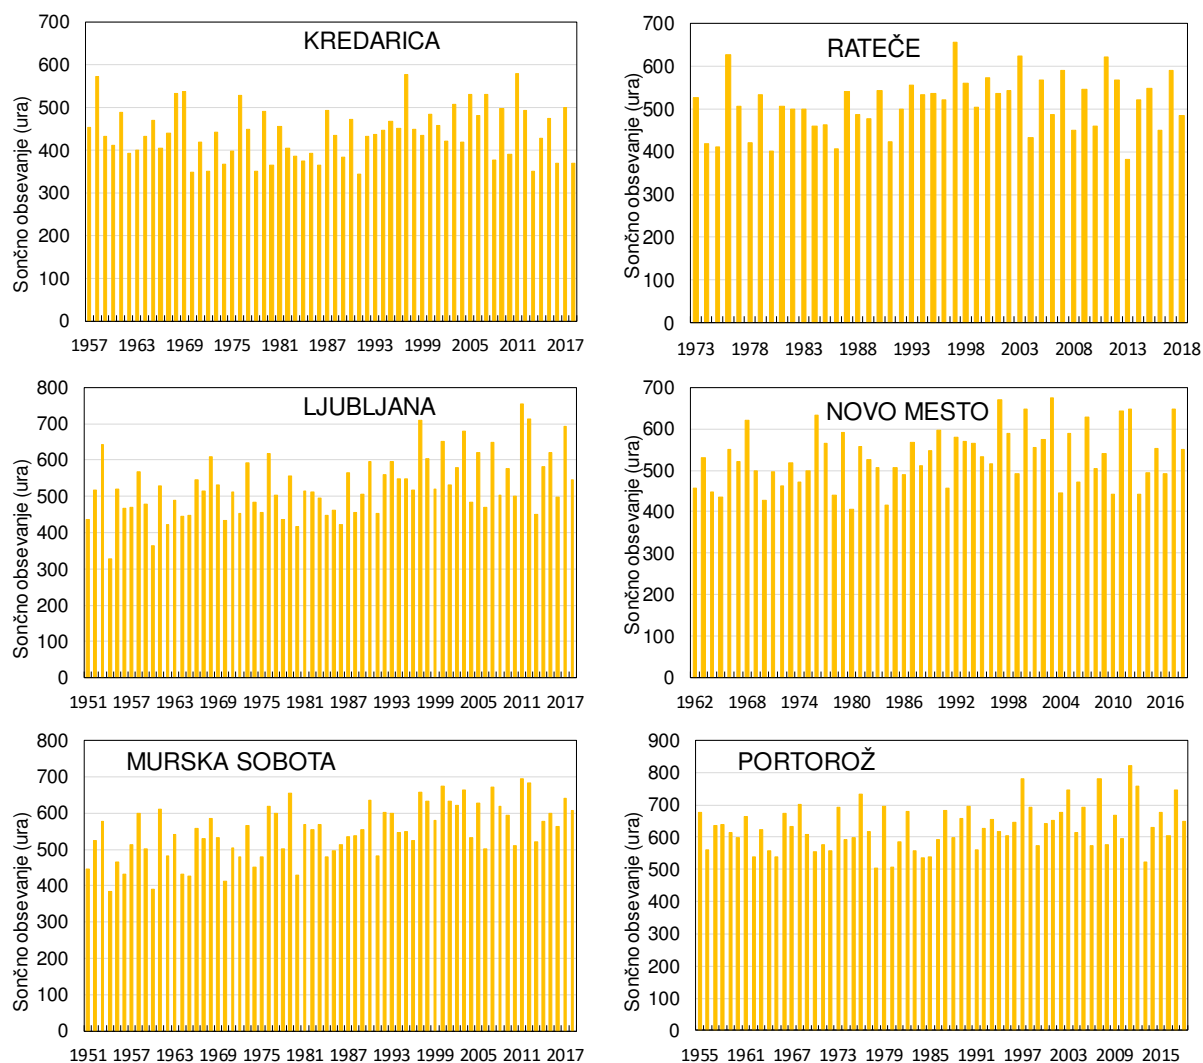 KREDARICA
Sončno obsevanje (ura)
700
600
500
400
300
200
100
0
1957 1963 1969 1975 1981 1987 1993 1999 2005 2011 2017
RATEČE
Sončno obsevanje (ura)
700
600
500
400
300
200
100
0
1973 1978 1983 1988 1993 1998 2003 2008 2013 2018
LJUBLJANA
Sončno obsevanje (ura)
800
700
600
500
400
300
200
100
0
1951 1957 1963 1969 1975 1981 1987 1993 1999 2005 2011 2017
NOVO MESTO
Sončno obsevanje (ura)
700
600
500
400
300
200
100
0
1962 1968 1974 1980 1986 1992 1998 2004 2010 2016
MURSKA SOBOTA
Sončno obsevanje (ura)
800
700
600
500
400
300
200
100
0
1951 1957 1963 1969 1975 1981 1987 1993 1999 2005 2011 2017
PORTOROŽ
Sončno obsevanje (ura)
900
800
700
600
500
400
300
200
100
0
1955 1961 1967 1973 1979 1985 1991 1997 2003 2009 2015